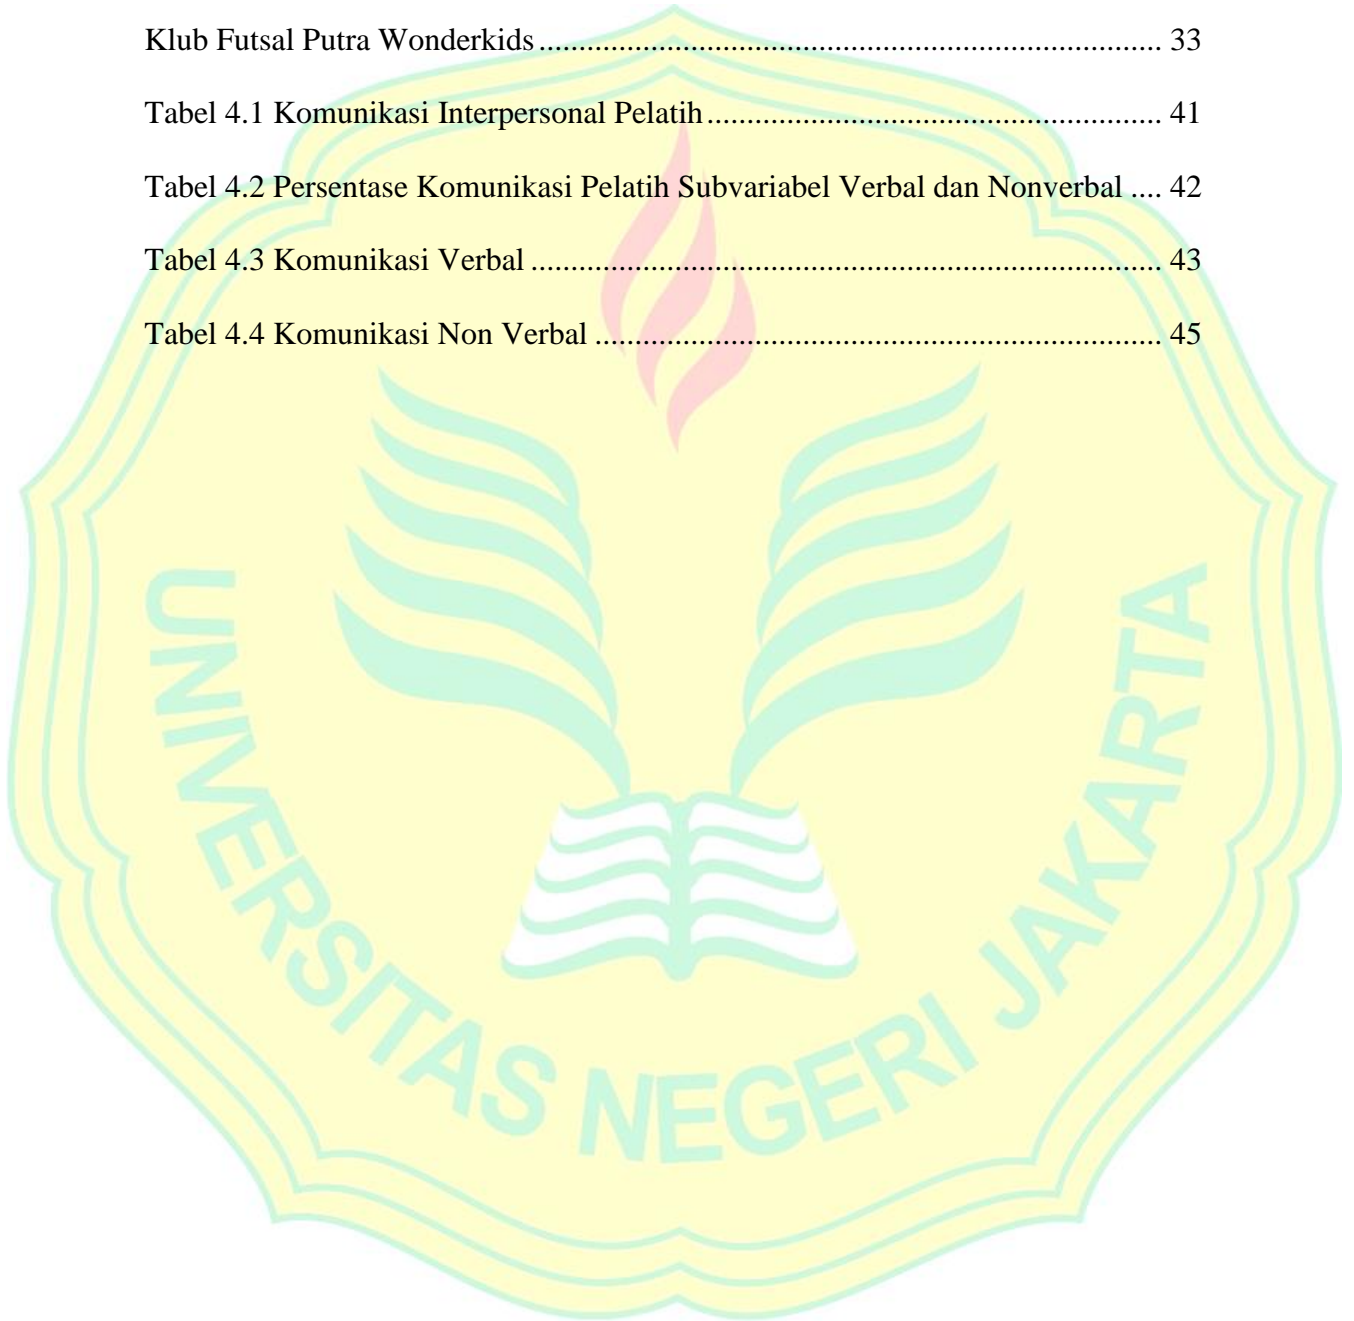 Klub Futsal Putra Wonderkids ........................................................................... 33
Tabel 4.1 Komunikasi Interpersonal Pelatih ....................................................... 41
Tabel 4.2 Persentase Komunikasi Pelatih Subvariabel Verbal dan Nonverbal .... 42
Tabel 4.3 Komunikasi Verbal ............................................................................ 43
Tabel 4.4 Komunikasi Non Verbal .................................................................... 45
UNIVERSITAS NEGERI JAKARTA